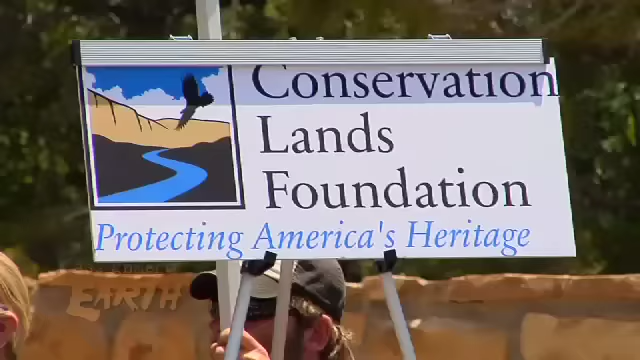 Conservation
Lands
Foundation
Protecting America's Heritage
EARTH